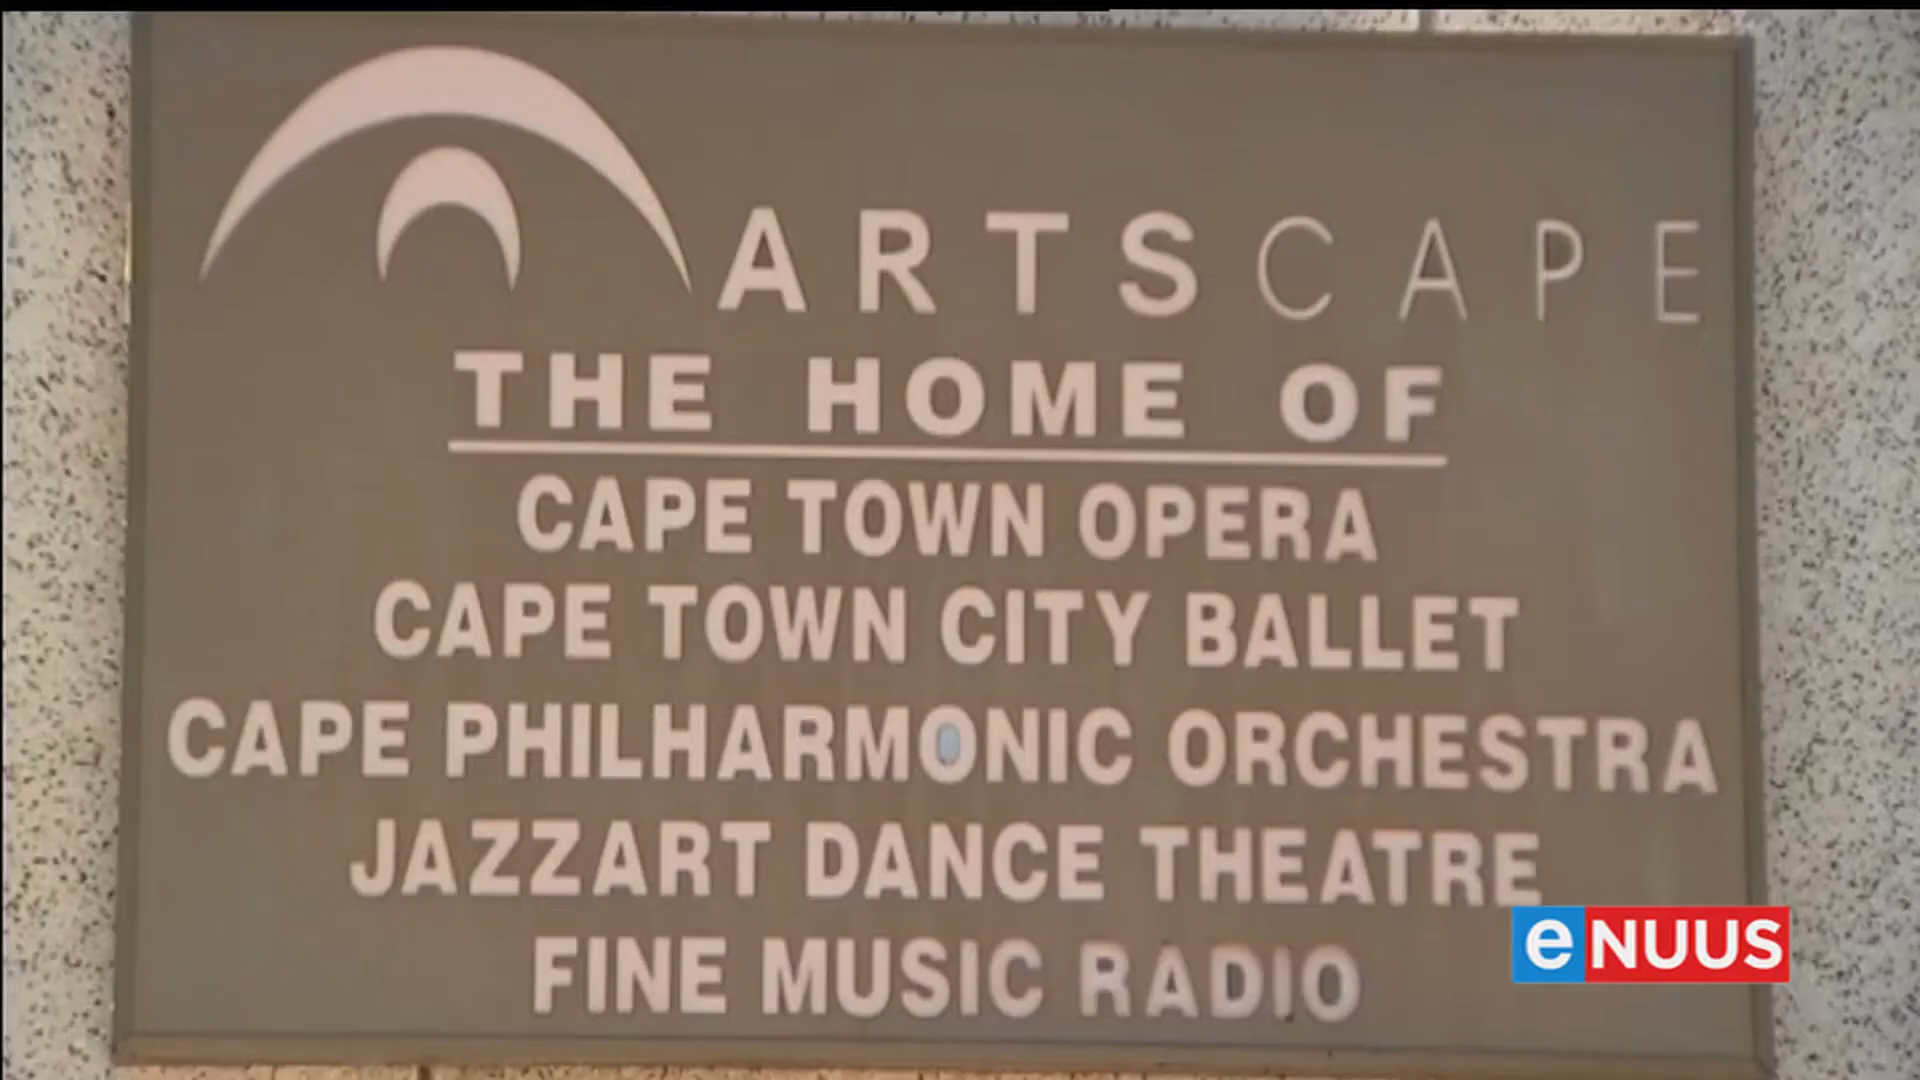 ARTSCAPE
THE HOME OF
CAPE TOWN OPERA
CAPE TOWN CITY BALLET
CAPE PHILHARMONIC ORCHESTRA
JAZZART DANCE THEATRE
FINE MUSIC RADIO
eNUUS